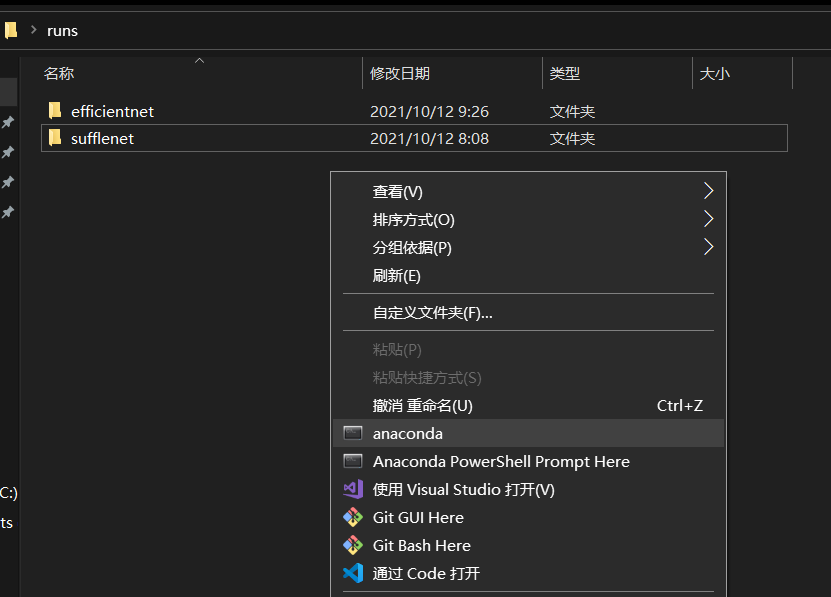 runs
名称 修改日期 类型 大小
efficientnet 2021/10/12 9:26 文件夹
sufflenet 2021/10/12 8:08 文件夹
查看(V)
排序方式(O)
分组依据(P)
刷新(E)
自定义文件夹(F)...
粘贴(P)
粘贴快捷方式(S)
撤消 重命名(U) Ctrl+Z
anaconda
Anaconda PowerShell Prompt Here
使用 Visual Studio 打开(V)
C:)
Git GUI Here
ts
Git Bash Here
通过 Code 打开